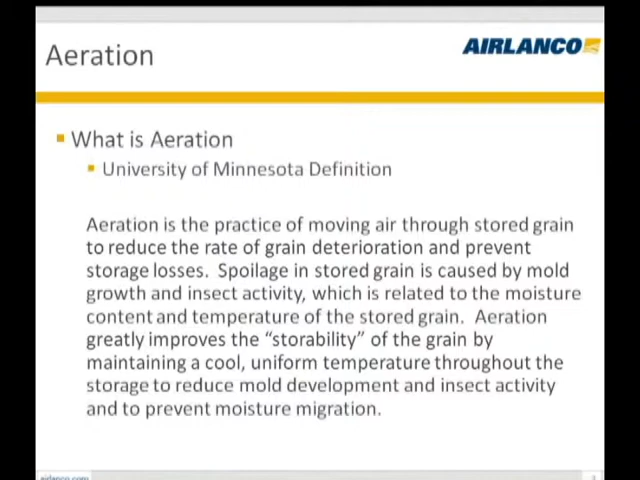 Aeration
AIRLANCO
What is Aeration
University of Minnesota Definition
Aeration is the practice of moving air through stored grain
to reduce the rate of grain deterioration and prevent
storage losses.  Spoilage in stored grain is caused by mold
growth and insect activity, which is related to the moisture
content and temperature of the stored grain.  Aeration
greatly improves the “storability” of the grain by
maintaining a cool, uniform temperature throughout the
storage to reduce mold development and insect activity
and to prevent moisture migration.
airlanco.com